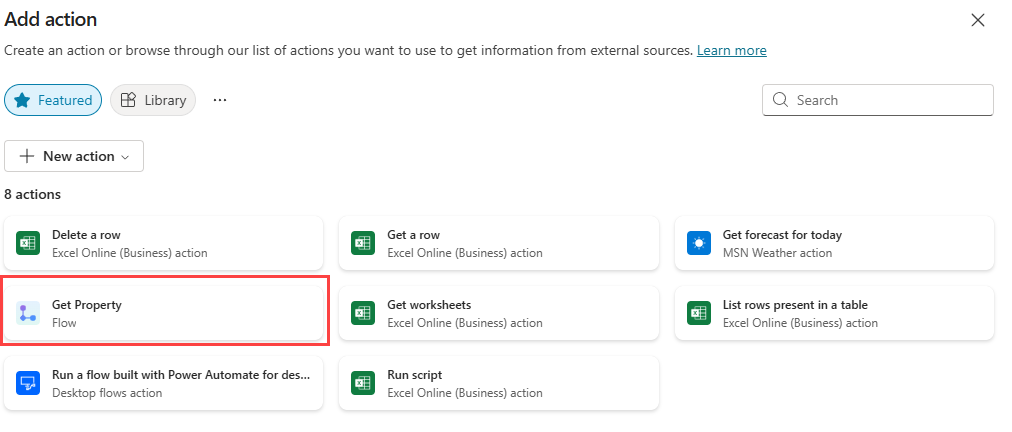 Add action
Create an action or browse through our list of actions you want to use to get information from external sources. Learn more
Featured
Library
Search
New action
8 actions
Delete a row
Excel Online (Business) action
Get a row
Excel Online (Business) action
Get forecast for today
MSN Weather action
Get Property
Flow
Get worksheets
Excel Online (Business) action
List rows present in a table
Excel Online (Business) action
Run a flow built with Power Automate for des...
Desktop flows action
Run script
Excel Online (Business) action